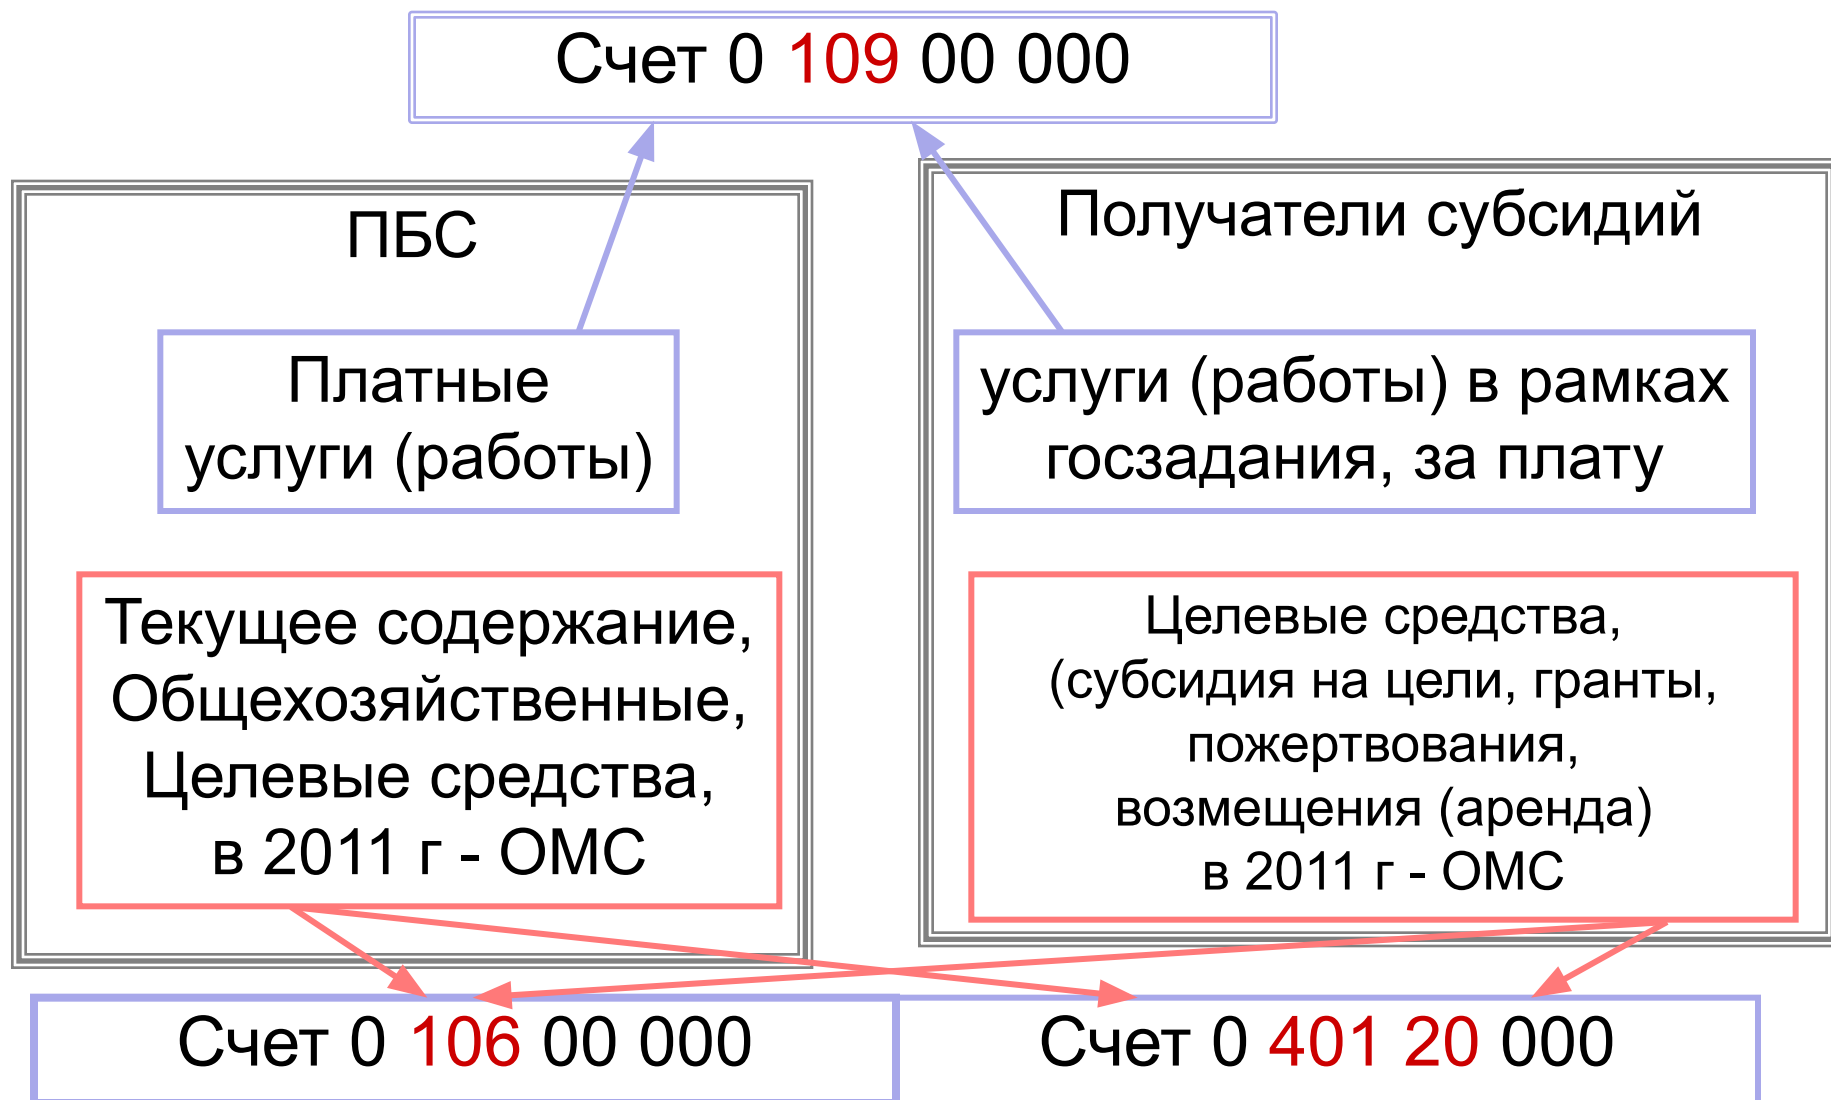 Счет 0 109 00 000
ПБС
Платные
услуги (работы)
Текущее содержание,
Общехозяйственные,
Целевые средства,
в 2011 г - ОМС
Получатели субсидий
услуги (работы) в рамках
госзадания, за плату
Целевые средства,
(субсидия на цели, гранты,
пожертвования,
возмещения (аренда)
в 2011 г - ОМС
Счет 0 106 00 000
Счет 0 401 20 000